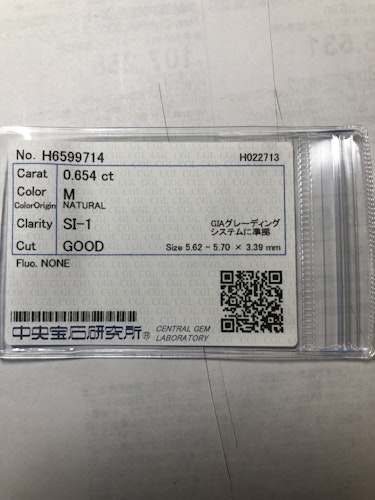 No. H6599714 H022713
Carat 0.654 ct
Color M
ColorOrigin NATURAL
Clarity SI-1 GIAグレーディング
システムに準拠
Cut GOOD Size 5.62 ~ 5.70 × 3.39 mm
Fluo. NONE
中央宝石研究所® CENTRAL GEM
LABORATORY